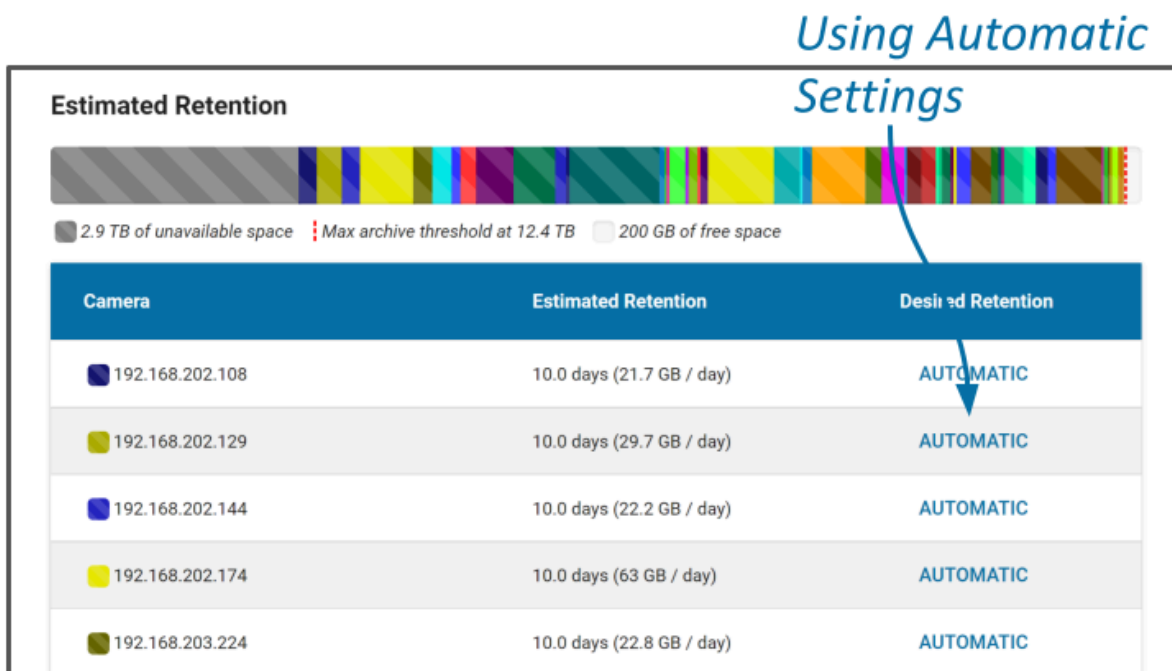 Using Automatic
Settings
Estimated Retention
2.9 TB of unavailable space Max archive threshold at 12.4 TB 200 GB of free space
Camera Estimated Retention Desired Retention
192.168.202.108 10.0 days (21.7 GB / day) AUTOMATIC
192.168.202.129 10.0 days (29.7 GB / day) AUTOMATIC
192.168.202.144 10.0 days (22.2 GB / day) AUTOMATIC
192.168.202.174 10.0 days (63 GB / day) AUTOMATIC
192.168.203.224 10.0 days (22.8 GB / day) AUTOMATIC